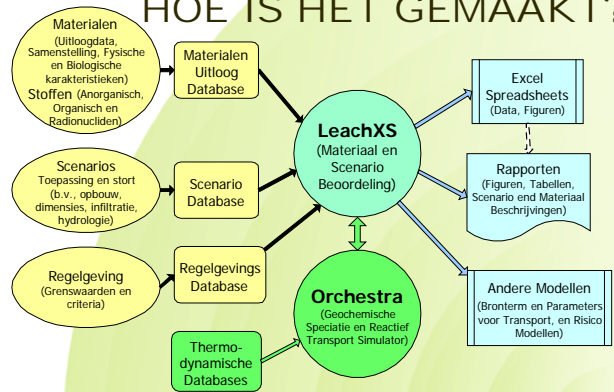 HOE IS HET GEMAAKT?
Materialen
(Uitloogdata,
Samenstelling, Fysische
en Biologische
karakteristieken)
Stoffen (Anorganisch,
Organisch en
Radionucliden)
Materialen
Uitloog
Database
Scenarios
Toepassing en stort
(b.v., opbouw,
dimensies, infiltratie,
hydrologie)
Scenario
Database
Regelgeving
(Grenswaarden en
criteria)
Regelgevings
Database
Thermo-
dynamische
Databases
LeachXS
(Materiaal en
Scenario
Beoordeling)
Orchestra
(Geochemische
Speciatie en Reactief
Transport Simulator)
Excel
Spreadsheets
(Data, Figuren)
Rapporten
(Figuren, Tabellen,
Scenario end Materiaal
Beschrijvingen)
Andere Modellen
(Bronterm en Parameters
voor Transport, en Risico
Modellen)